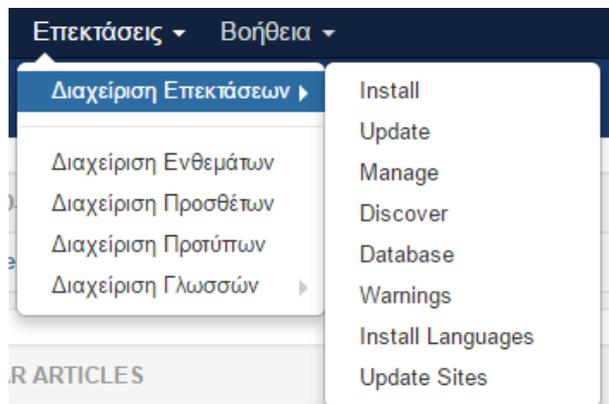 Επεκτάσεις Βοήθεια
Διαχείριση Επεκτάσεων
Διαχείριση Ενθεμάτων
Διαχείριση Προσθέτων
Διαχείριση Προτύπων
Διαχείριση Γλωσσών
Install
Update
Manage
Discover
Database
Warnings
Install Languages
Update Sites
R ARTICLES